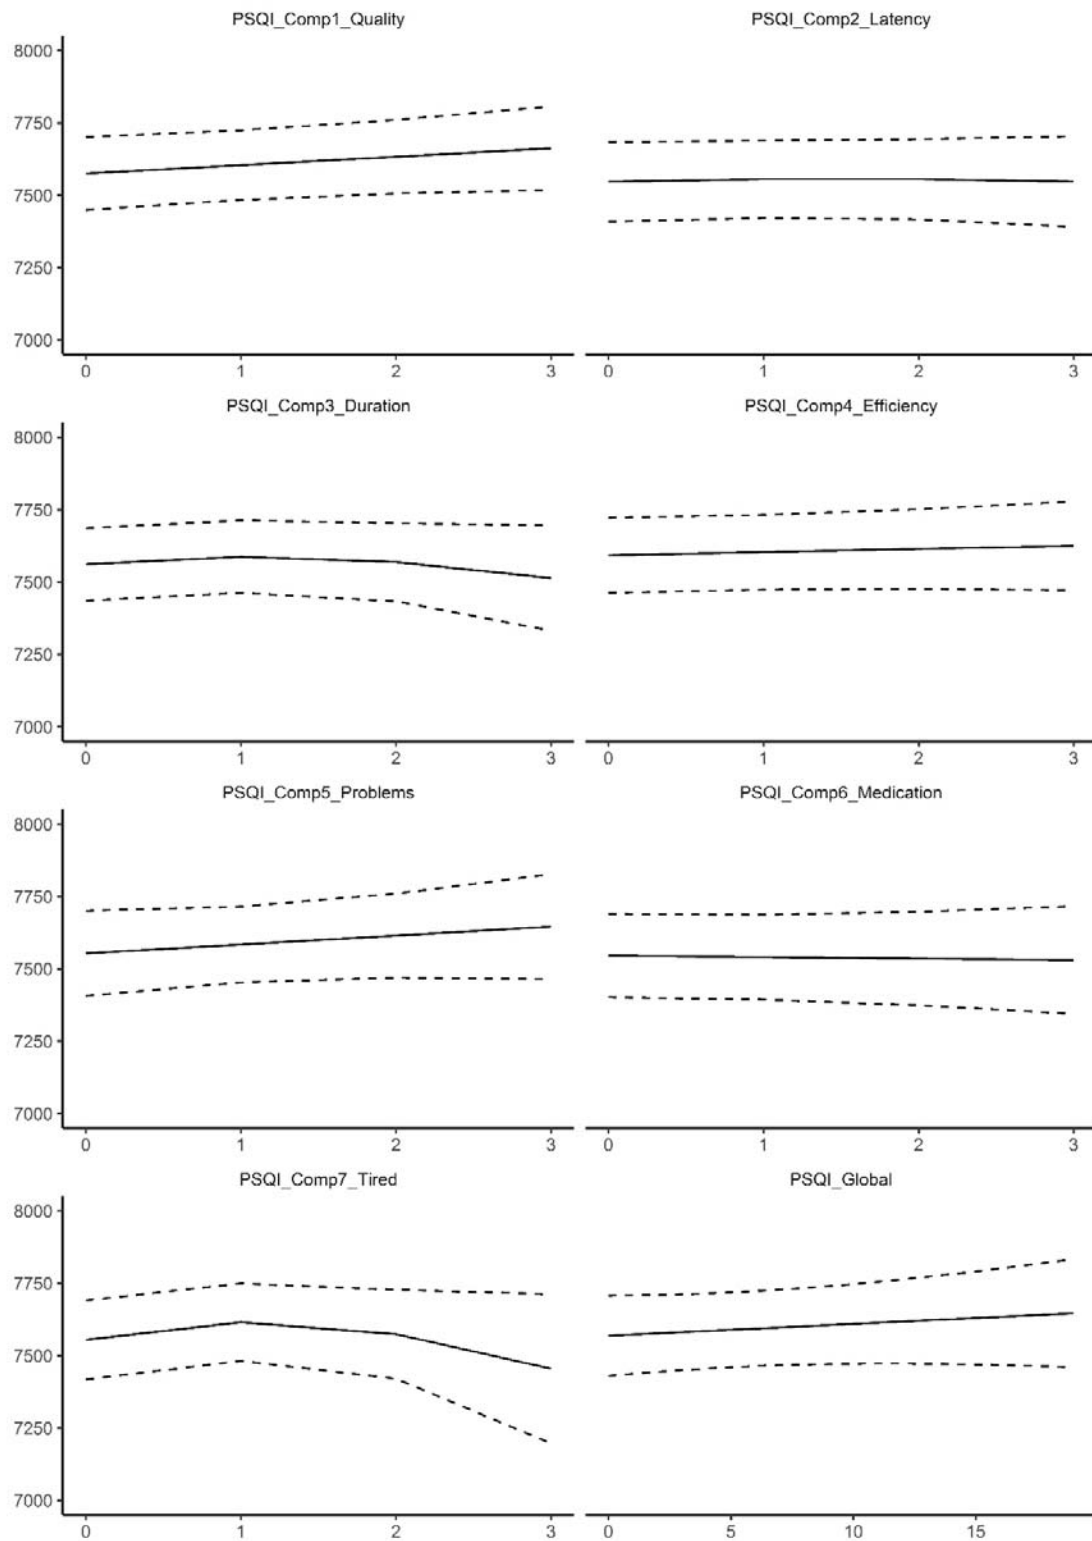 PSQI_Comp1_Quality
PSQI_Comp2_Latency
8000
7750
7500
7250
7000
0 1 2 3
0 1 2 3
PSQI_Comp3_Duration
PSQI_Comp4_Efficiency
8000
7750
7500
7250
7000
0 1 2 3
0 1 2 3
PSQI_Comp5_Problems
PSQI_Comp6_Medication
8000
7750
7500
7250
7000
0 1 2 3
0 1 2 3
PSQI_Comp7_Tired
PSQI_Global
8000
7750
7500
7250
7000
0 1 2 3
0 5 10 15